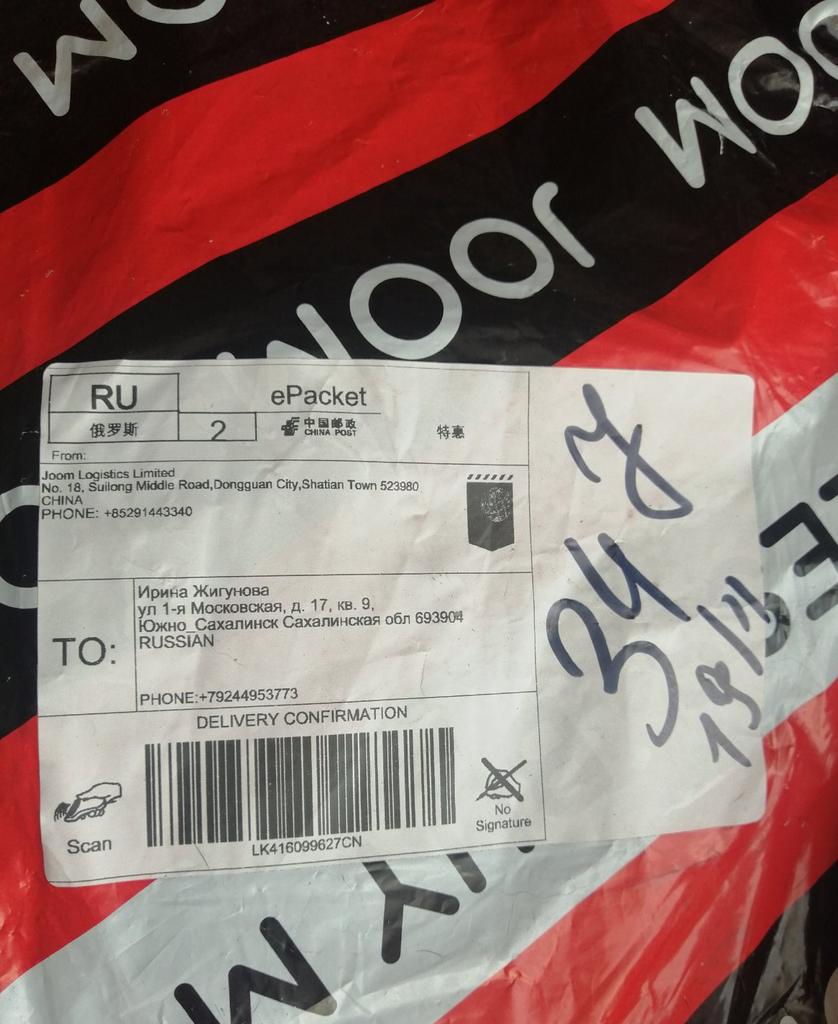 JOOM
RU
ePacket
俄罗斯
2
中国邮政
CHINA POST
特惠
From:
Joom Logistics Limited
No. 18, Suilong Middle Road,Dongguan City,Shatian Town 523980
CHINA
PHONE: +85291443340
TO:
Ирина Жигунова
ул 1-я Московская, д. 17, кв. 9,
Южно_Сахалинск Сахалинская обл 693904
RUSSIAN
PHONE:+79244953773
DELIVERY CONFIRMATION
Scan
LK416099627CN
No
Signature
34